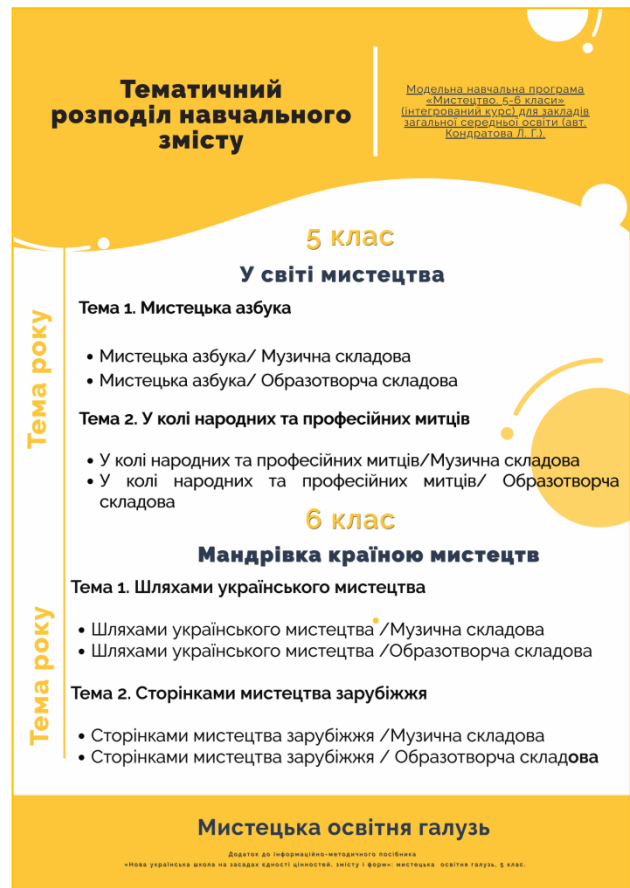 Тематичний
розподіл навчального
змісту
Модельна навчальна програма
«Мистецтво. 5-6 класи»
(інтегрований курс) для закладів
загальної середньої освіти (авт.
Кондратова Л. Г.).
5 клас
У світі мистецтва
Тема року
Тема 1. Мистецька азбука
• Мистецька азбука/ Музична складова
• Мистецька азбука/ Образотворча складова
Тема 2. У колі народних та професійних митців
• У колі народних та професійних митців/Музична складова
• У колі народних та професійних митців/ Образотворча
складова
6 клас
Мандрівка країною мистецтв
Тема року
Тема 1. Шляхами українського мистецтва
• Шляхами українського мистецтва /Музична складова
• Шляхами українського мистецтва /Образотворча складова
Тема 2. Сторінками мистецтва зарубіжжя
• Сторінками мистецтва зарубіжжя /Музична складова
• Сторінками мистецтва зарубіжжя / Образотворча складова
Мистецька освітня галузь
Додаток до інформаційно-методичного посібника
«Нова українська школа на засадах єдності цінностей, змісту і форм»: мистецька освітня галузь, 5 клас.